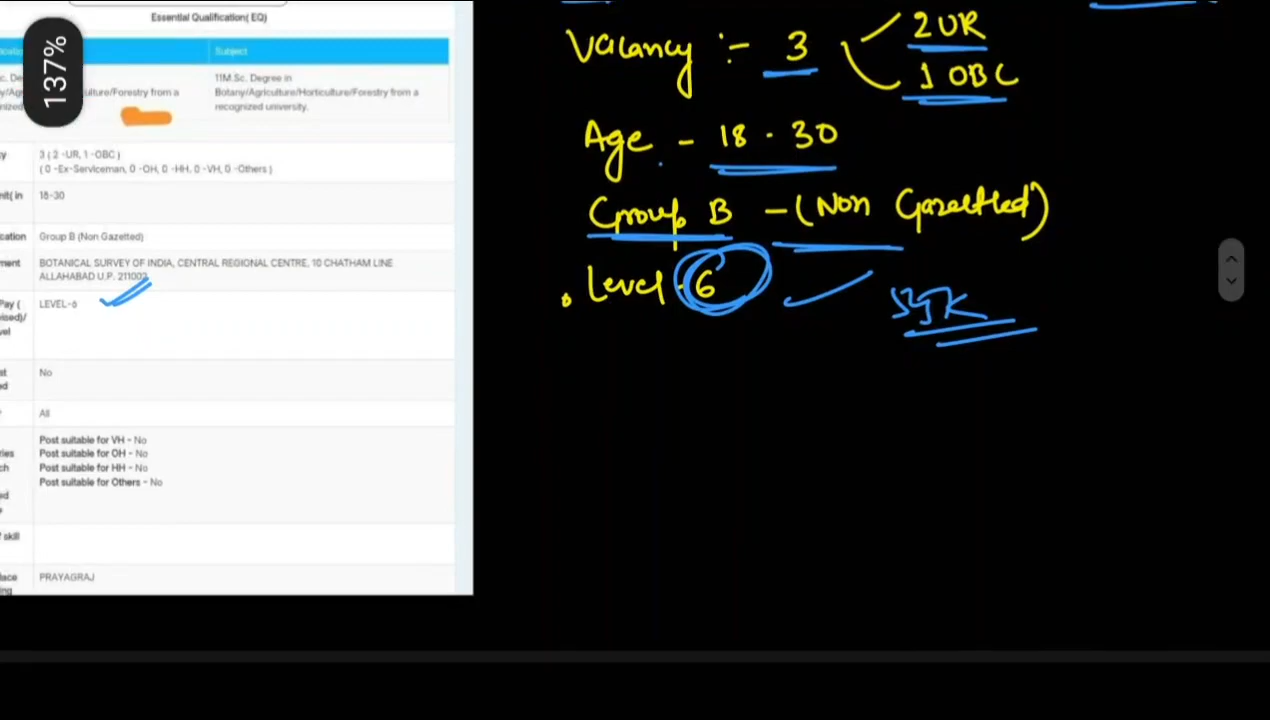 Essential Qualification( EQ)
Subject
11M.Sc. Degree in
Botany/Agriculture/Horticulture/Forestry from a
recognized university.
137%
ulture/Forestry from a
3 ( 2 -UR, 1 -OBC )
( 0 -Ex-Serviceman, 0 -OH, 0 -HH, 0 -VH, 0 -Others )
18-30
Group B (Non Gazetted)
BOTANICAL SURVEY OF INDIA, CENTRAL REGIONAL CENTRE, 10 CHATHAM LINE
ALLAHABAD U.P. 211002
Pay (
LEVEL-6
No
All
Post suitable for VH - No
Post suitable for OH - No
Post suitable for HH - No
Post suitable for Others - No
skill
PRAYAGRAJ
Vacancy :- 3
2 UR
1 OBC
Age - 18 - 30
Group B - (Non Gazetted)
. Level - 6